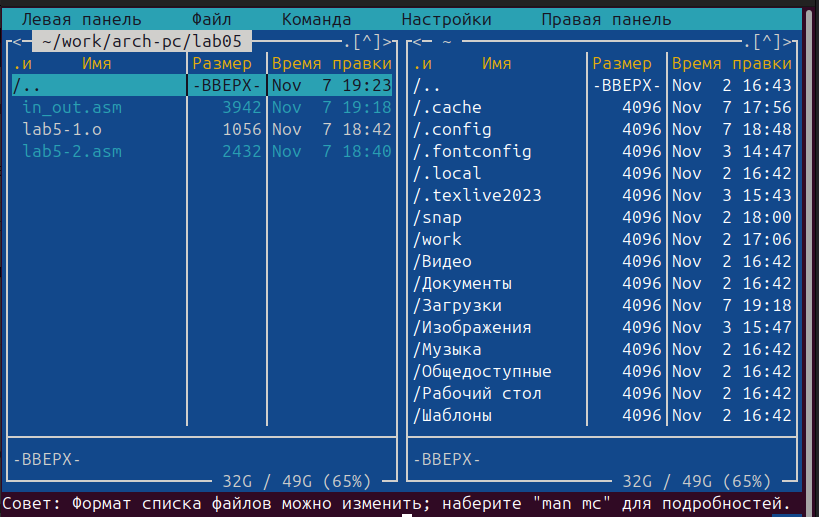 Левая панель Файл Команда Настройки Правая панель
<─ ~/work/arch-pc/lab05 ─.[^]>
.и Имя Размер Время правки
/.. -ВВЕРХ- Nov 7 19:23
in_out.asm 3942 Nov 7 19:18
lab5-1.o 1056 Nov 7 18:42
lab5-2.asm 2432 Nov 7 18:40
-ВВЕРХ-
32G / 49G (65%)
<─ ~ ─.[^]>
.и Имя Размер Время правки
/.. -ВВЕРХ- Nov 2 16:43
/.cache 4096 Nov 7 17:56
/.config 4096 Nov 7 18:48
/.fontconfig 4096 Nov 3 14:47
/.local 4096 Nov 2 16:42
/.texlive2023 4096 Nov 3 15:43
/snap 4096 Nov 2 18:00
/work 4096 Nov 2 17:06
/Видео 4096 Nov 2 16:42
/Документы 4096 Nov 2 16:42
/Загрузки 4096 Nov 7 19:18
/Изображения 4096 Nov 3 15:47
/Музыка 4096 Nov 2 16:42
/Общедоступные 4096 Nov 2 16:42
/Рабочий стол 4096 Nov 2 16:42
/Шаблоны 4096 Nov 2 16:42
-ВВЕРХ-
32G / 49G (65%)
Совет: Формат списка файлов можно изменить; наберите "man mc" для подробностей.